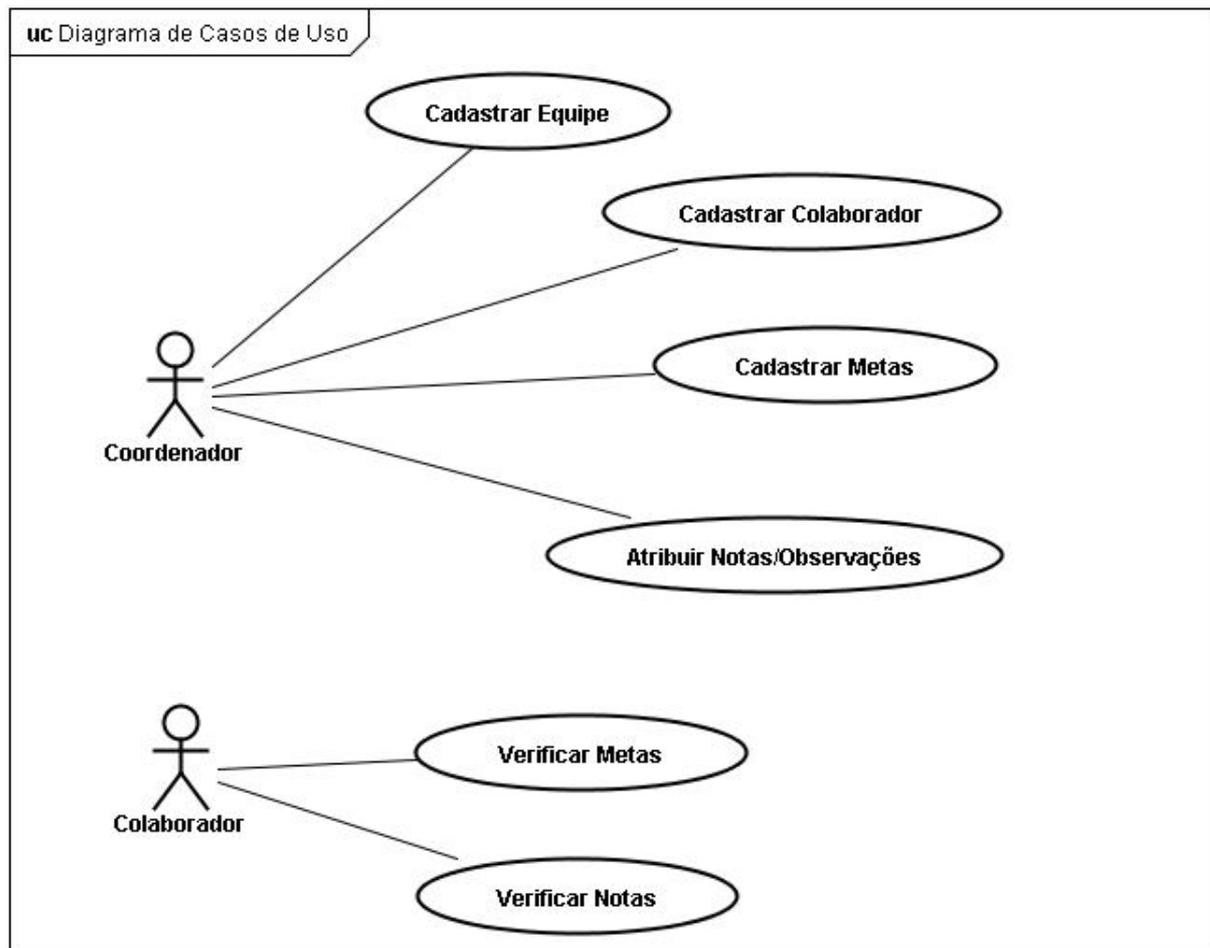 uc Diagrama de Casos de Uso
Cadastrar Equipe
Cadastrar Colaborador
Cadastrar Metas
Coordenador
Atribuir Notas/Observações
Verificar Metas
Colaborador
Verificar Notas